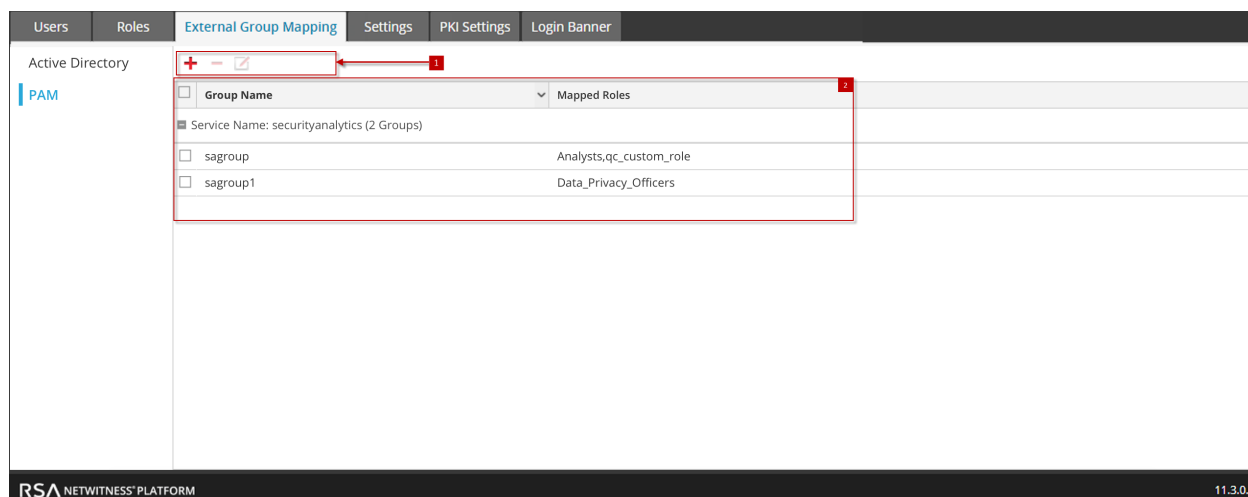 Users Roles External Group Mapping Settings PKI Settings Login Banner
Active Directory
1
PAM
2
Group Name Mapped Roles
Service Name: securityanalytics (2 Groups)
sagroup Analysts,qc_custom_role
sagroup1 Data_Privacy_Officers
RSA NETWITNESS® PLATFORM 11.3.0.